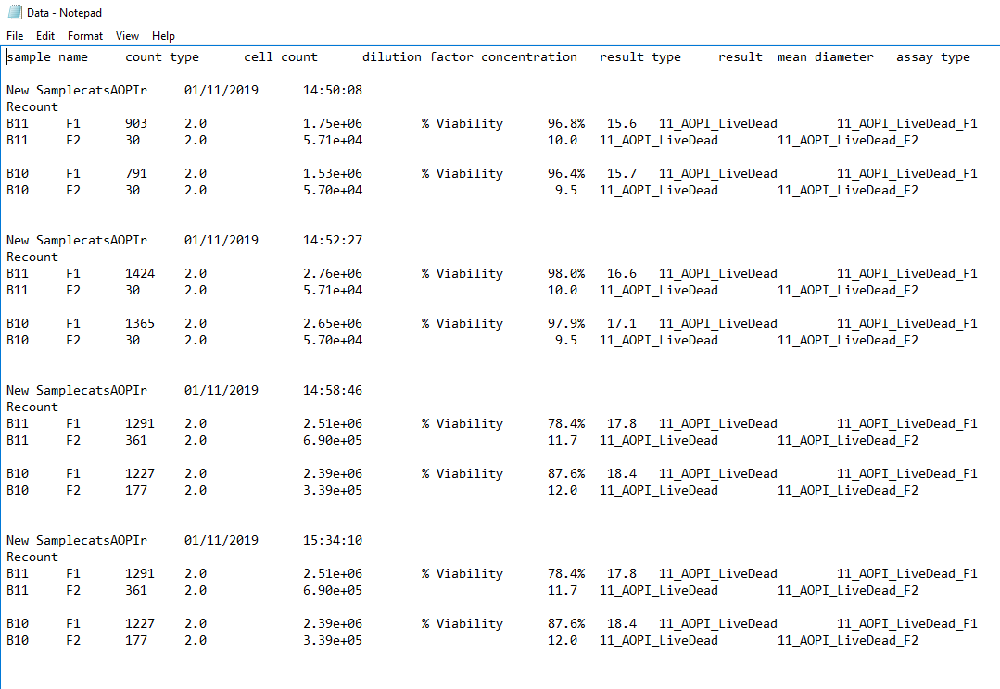 Data - Notepad
File Edit Format View Help
sample name count type cell count dilution factor concentration result type result mean diameter assay type
New SamplecatsAOPIr 01/11/2019 14:50:08
Recount
B11 F1 903 2.0 1.75e+06 % Viability 96.8% 15.6 11_AOPI_LiveDead 11_AOPI_LiveDead_F1
B11 F2 30 2.0 5.71e+04 10.0 11_AOPI_LiveDead 11_AOPI_LiveDead_F2
B10 F1 791 2.0 1.53e+06 % Viability 96.4% 15.7 11_AOPI_LiveDead 11_AOPI_LiveDead_F1
B10 F2 30 2.0 5.70e+04 9.5 11_AOPI_LiveDead 11_AOPI_LiveDead_F2
New SamplecatsAOPIr 01/11/2019 14:52:27
Recount
B11 F1 1424 2.0 2.76e+06 % Viability 98.0% 16.6 11_AOPI_LiveDead 11_AOPI_LiveDead_F1
B11 F2 30 2.0 5.71e+04 10.0 11_AOPI_LiveDead 11_AOPI_LiveDead_F2
B10 F1 1365 2.0 2.65e+06 % Viability 97.9% 17.1 11_AOPI_LiveDead 11_AOPI_LiveDead_F1
B10 F2 30 2.0 5.70e+04 9.5 11_AOPI_LiveDead 11_AOPI_LiveDead_F2
New SamplecatsAOPIr 01/11/2019 14:58:46
Recount
B11 F1 1291 2.0 2.51e+06 % Viability 78.4% 17.8 11_AOPI_LiveDead 11_AOPI_LiveDead_F1
B11 F2 361 2.0 6.90e+05 11.7 11_AOPI_LiveDead 11_AOPI_LiveDead_F2
B10 F1 1227 2.0 2.39e+06 % Viability 87.6% 18.4 11_AOPI_LiveDead 11_AOPI_LiveDead_F1
B10 F2 177 2.0 3.39e+05 12.0 11_AOPI_LiveDead 11_AOPI_LiveDead_F2
New SamplecatsAOPIr 01/11/2019 15:34:10
Recount
B11 F1 1291 2.0 2.51e+06 % Viability 78.4% 17.8 11_AOPI_LiveDead 11_AOPI_LiveDead_F1
B11 F2 361 2.0 6.90e+05 11.7 11_AOPI_LiveDead 11_AOPI_LiveDead_F2
B10 F1 1227 2.0 2.39e+06 % Viability 87.6% 18.4 11_AOPI_LiveDead 11_AOPI_LiveDead_F1
B10 F2 177 2.0 3.39e+05 12.0 11_AOPI_LiveDead 11_AOPI_LiveDead_F2